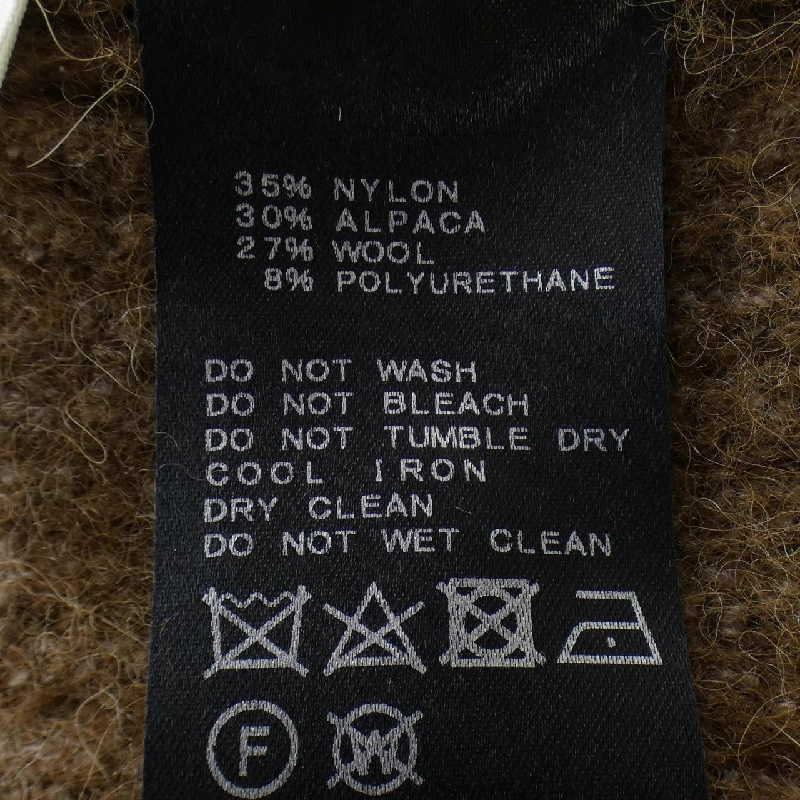 35% NYLON
30% ALPACA
27% WOOL
8% POLYURETHANE
DO NOT WASH
DO NOT BLEACH
DO NOT TUMBLE DRY
COOL IRON
DRY CLEAN
DO NOT WET CLEAN
F W